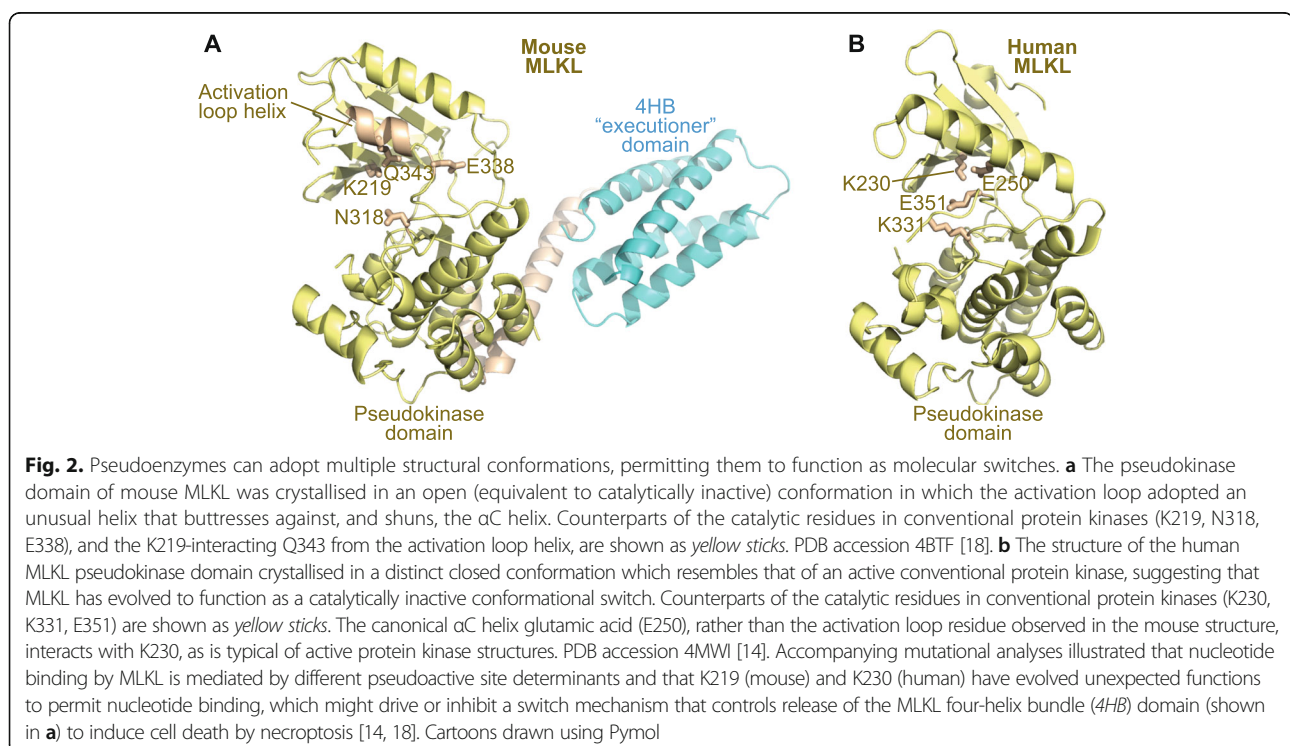 A
Mouse
MLKL
Activation
loop helix
4HB
"executioner"
domain
Q343
E338
K219
N318
Pseudokinase
domain
B
Human
MLKL
K230
E250
E351
K331
Pseudokinase
domain
Fig. 2. Pseudoenzymes can adopt multiple structural conformations, permitting them to function as molecular switches. a The pseudokinase
domain of mouse MLKL was crystallised in an open (equivalent to catalytically inactive) conformation in which the activation loop adopted an
unusual helix that buttresses against, and shuns, the αC helix. Counterparts of the catalytic residues in conventional protein kinases (K219, N318,
E338), and the K219-interacting Q343 from the activation loop helix, are shown as yellow sticks. PDB accession 4BTF [18]. b The structure of the human
MLKL pseudokinase domain crystallised in a distinct closed conformation which resembles that of an active conventional protein kinase, suggesting that
MLKL has evolved to function as a catalytically inactive conformational switch. Counterparts of the catalytic residues in conventional protein kinases (K230,
K331, E351) are shown as yellow sticks. The canonical αC helix glutamic acid (E250), rather than the activation loop residue observed in the mouse structure,
interacts with K230, as is typical of active protein kinase structures. PDB accession 4MWI [14]. Accompanying mutational analyses illustrated that nucleotide
binding by MLKL is mediated by different pseudoactive site determinants and that K219 (mouse) and K230 (human) have evolved unexpected functions
to permit nucleotide binding, which might drive or inhibit a switch mechanism that controls release of the MLKL four-helix bundle (4HB) domain (shown
in a) to induce cell death by necroptosis [14, 18]. Cartoons drawn using Pymol